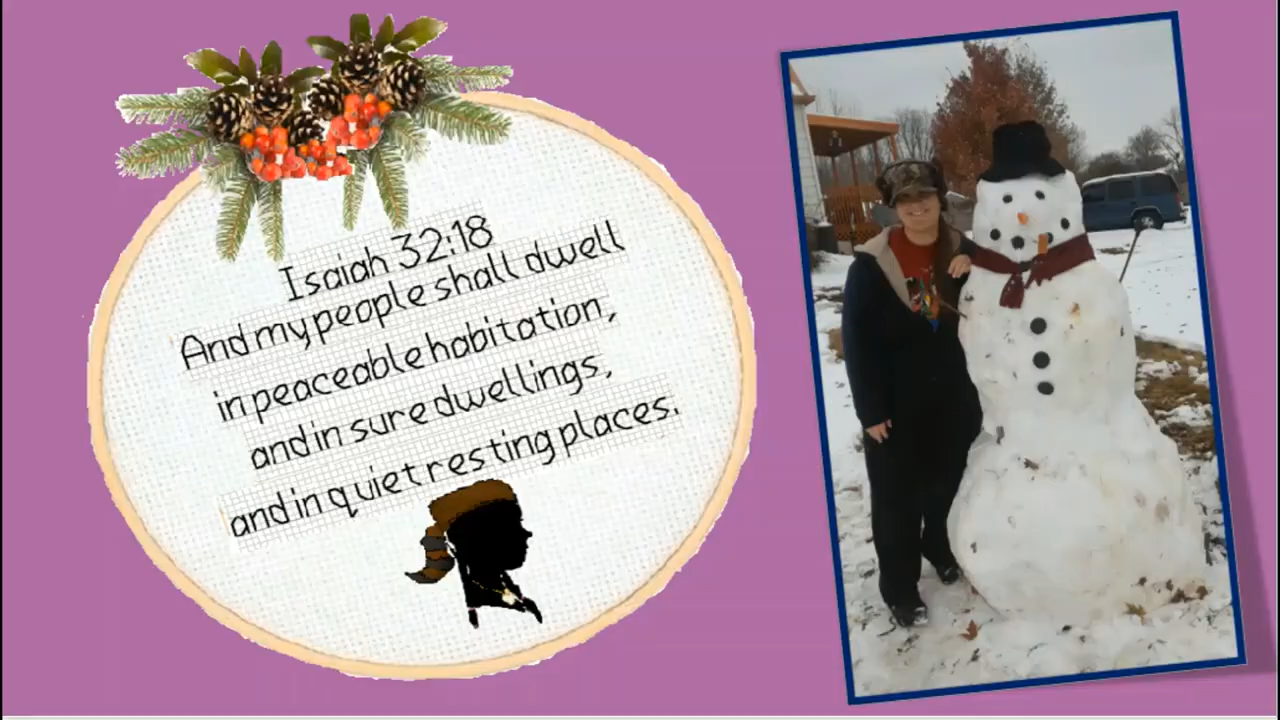 Isaiah 32:18
And my people shall dwell
in peaceable habitation,
and in sure dwellings,
and in quiet resting places.